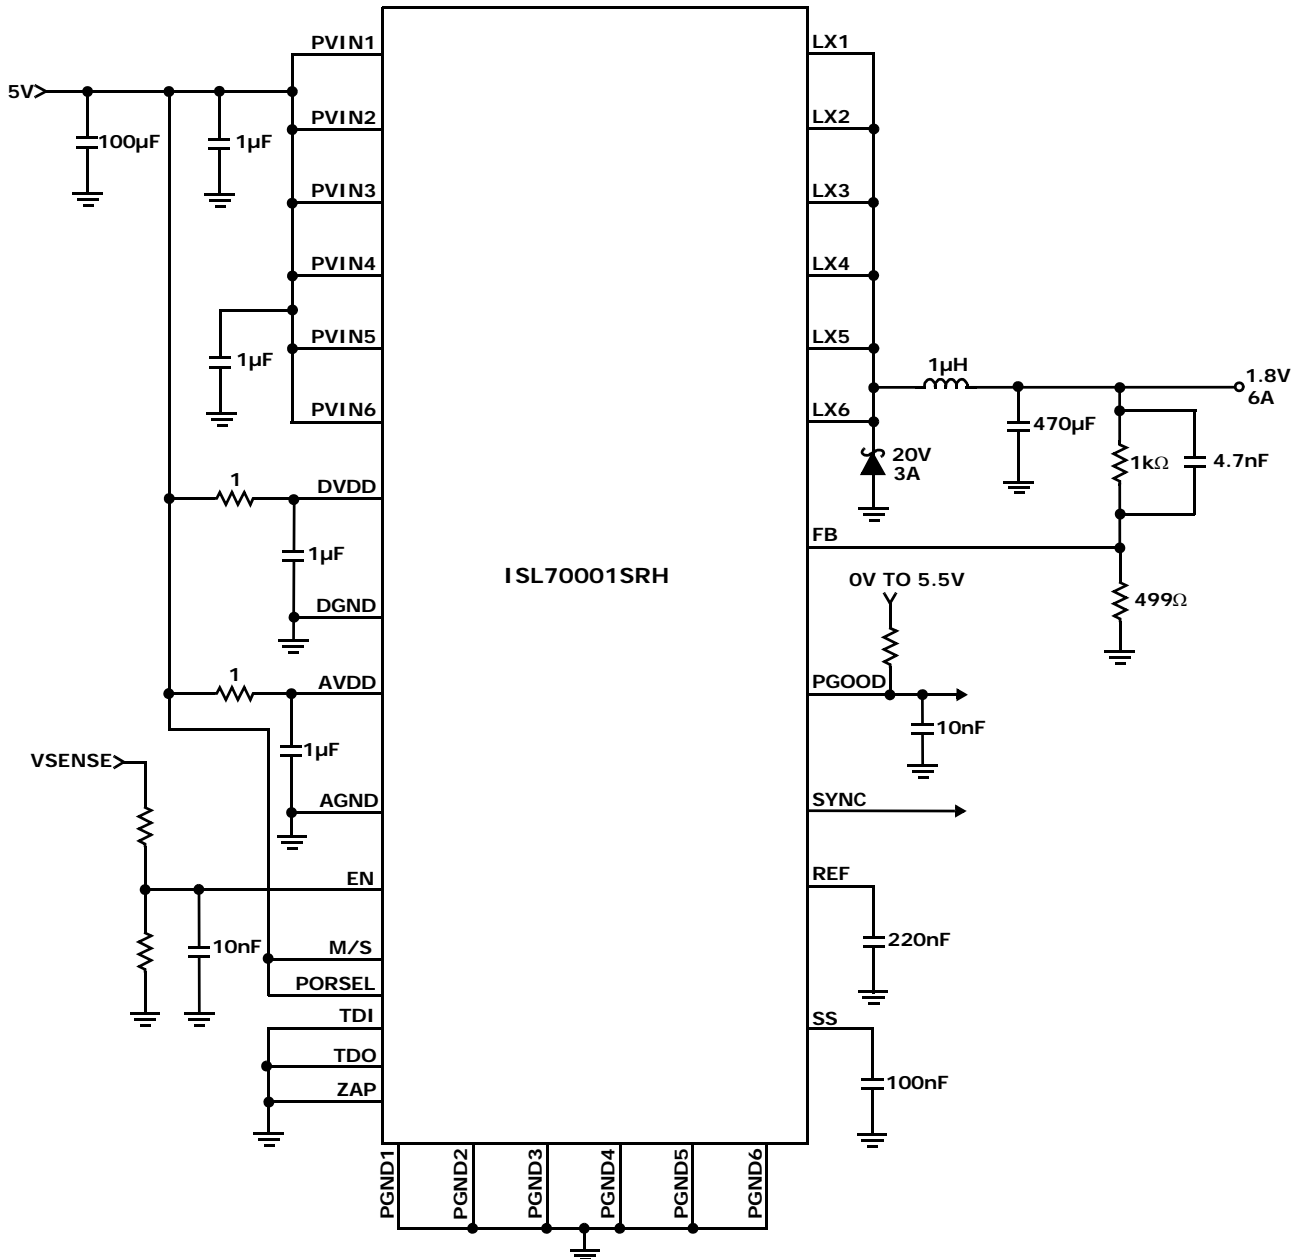 PVIN1
LX1
5V
100µF
1µF
PVIN2
LX2
PVIN3
LX3
PVIN4
LX4
1µF
PVIN5
LX5
1µH
1.8V
6A
PVIN6
LX6
20V
3A
470µF
1kΩ
4.7nF
1
DVDD
FB
1µF
ISL70001SRH
0V TO 5.5V
499Ω
DGND
1
AVDD
PGOOD
10nF
1µF
VSENSE
AGND
SYNC
EN
REF
10nF
M/S
220nF
PORSEL
TDI
SS
TDO
100nF
ZAP
PGND1
PGND2
PGND3
PGND4
PGND5
PGND6